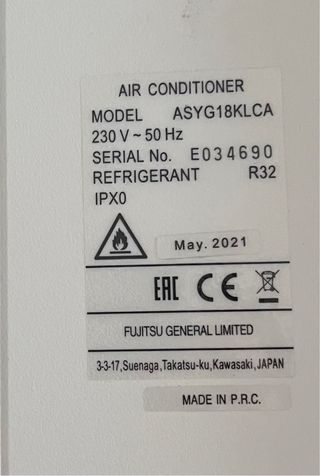 AIR CONDITIONER
MODEL ASYG18KLCA
230 V ~ 50 Hz
SERIAL No. E034690
REFRIGERANT R32
IPX0
May. 2021
EAC CE
FUJITSU GENERAL LIMITED
3-3-17,Suenaga,Takatsu-ku,Kawasaki,JAPAN
MADE IN P.R.C.